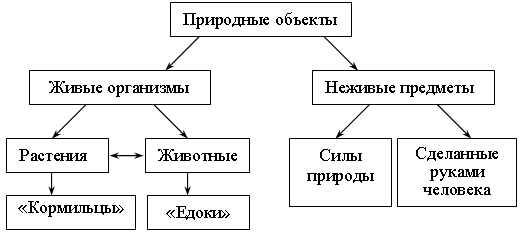 Природные объекты
Живые организмы
Неживые предметы
Растения
Животные
Силы
природы
Сделанные
руками
человека
«Кормильцы»
«Едоки»